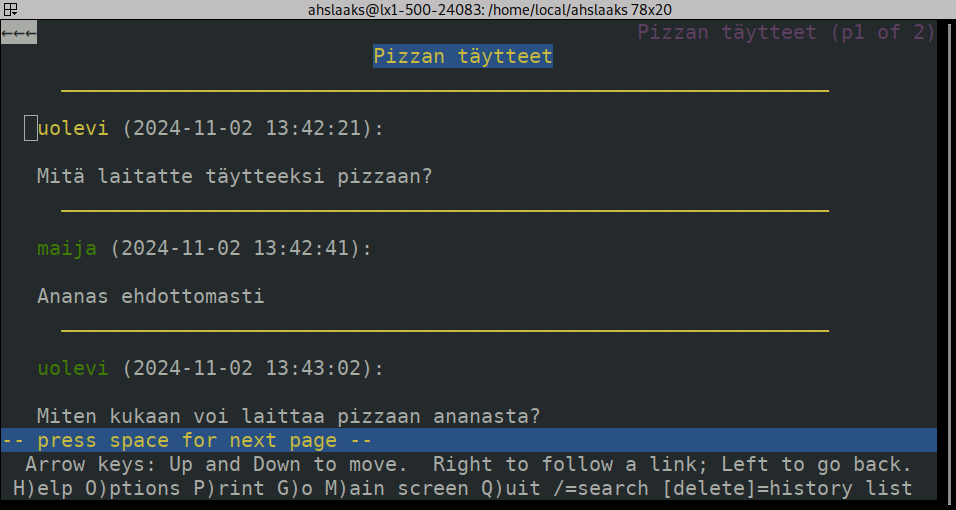 ahslaaks@lx1-500-24083: /home/local/ahslaaks 78x20
←←← Pizzan täytteet (p1 of 2)
Pizzan täytteet
uolevi (2024-11-02 13:42:21):
Mitä laitatte täytteeksi pizzaan?
maija (2024-11-02 13:42:41):
Ananas ehdottomasti
uolevi (2024-11-02 13:43:02):
Miten kukaan voi laittaa pizzaan ananasta?
-- press space for next page --
Arrow keys: Up and Down to move.  Right to follow a link; Left to go back.
H)elp O)ptions P)rint G)o M)ain screen Q)uit /=search [delete]=history list